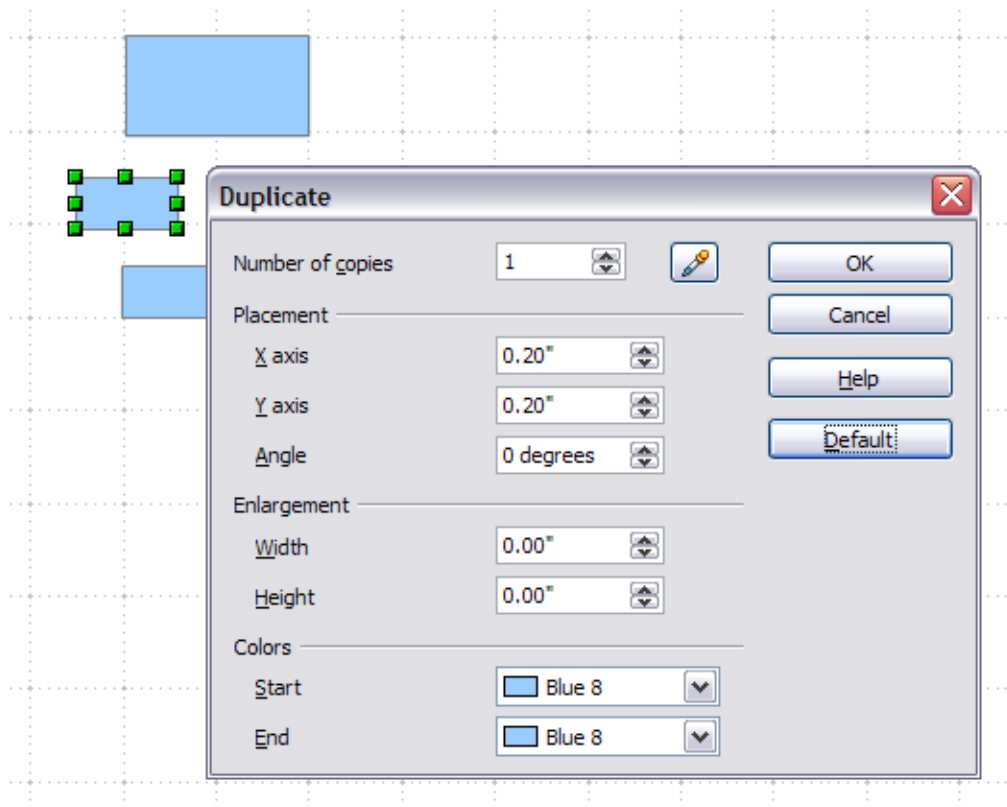 Duplicate
Number of copies 1 OK
Placement Cancel
X axis 0.20"
Help
Y axis 0.20"
Default
Angle 0 degrees
Enlargement
Width 0.00"
Height 0.00"
Colors
Start Blue 8
End Blue 8